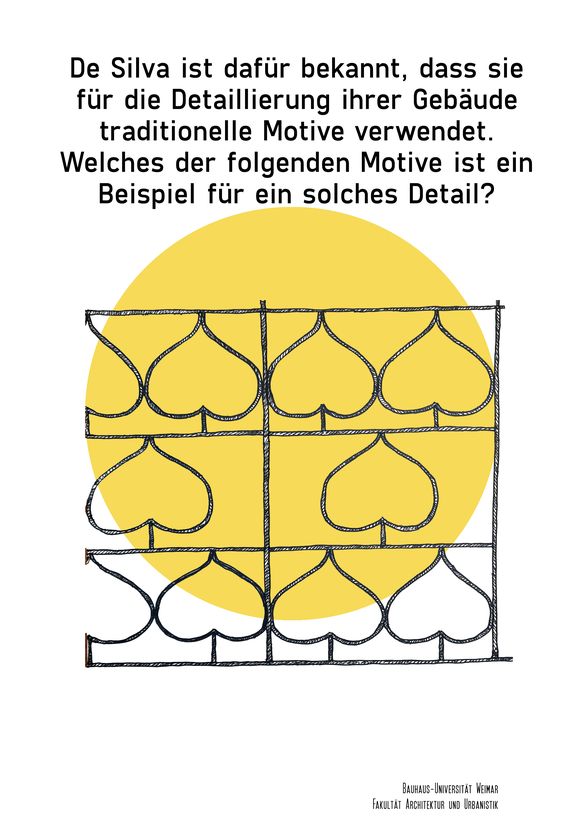 De Silva ist dafür bekannt, dass sie
für die Detaillierung ihrer Gebäude
traditionelle Motive verwendet.
Welches der folgenden Motive ist ein
Beispiel für ein solches Detail?
Bauhaus-Universität Weimar
Fakultät Architektur und Urbanistik